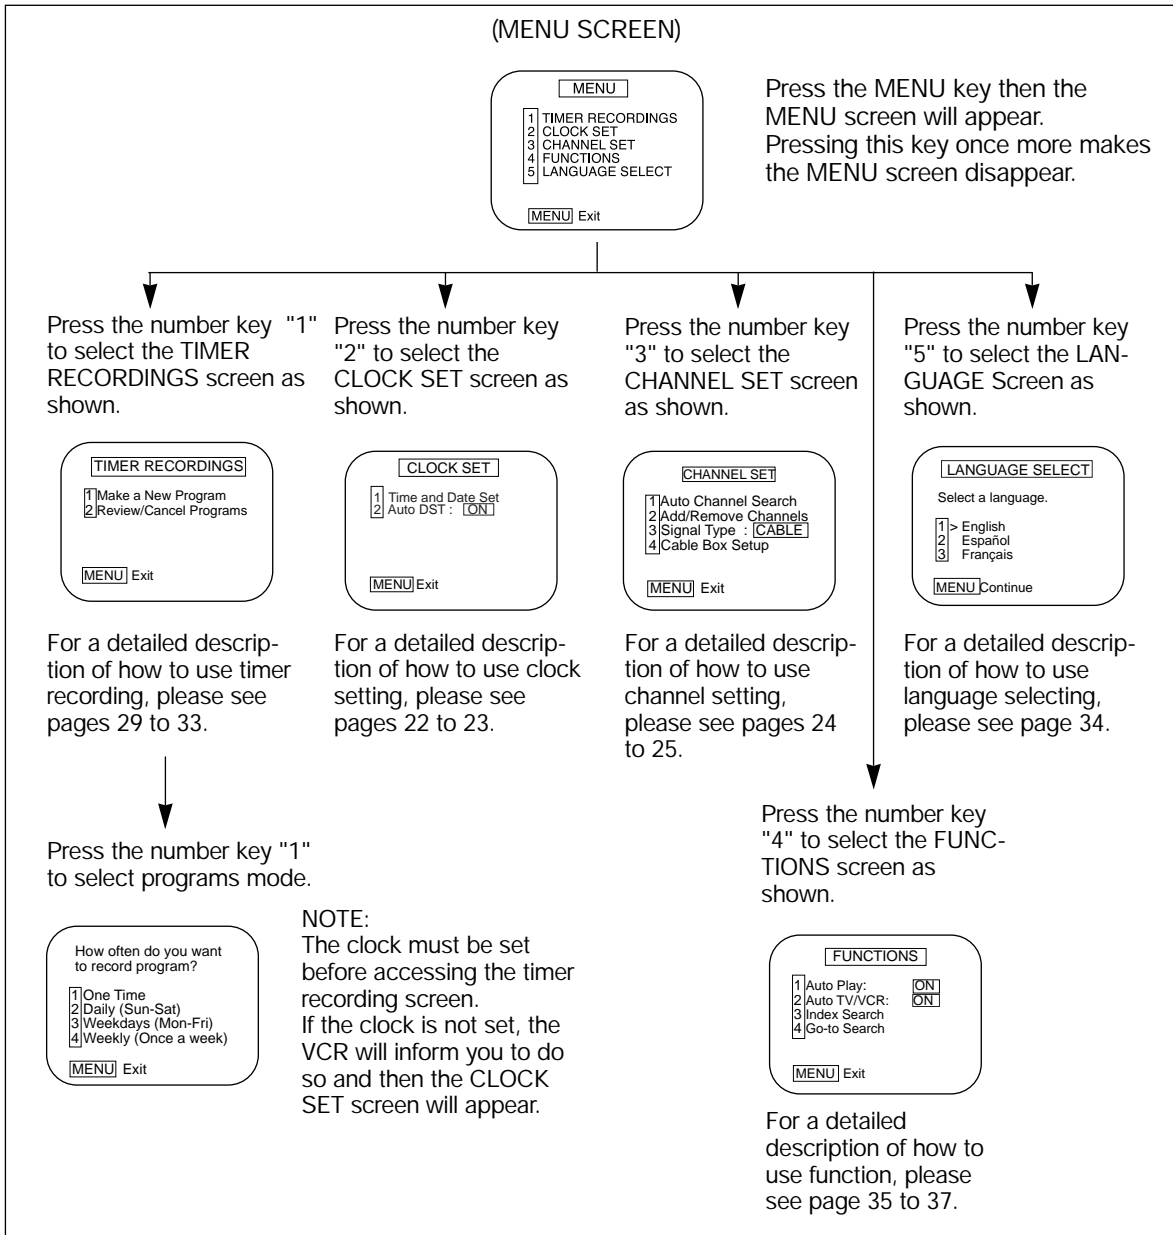 (MENU SCREEN)
MENU
1 TIMER RECORDINGS
2 CLOCK SET
3 CHANNEL SET
4 FUNCTIONS
5 LANGUAGE SELECT
MENU Exit
Press the MENU key then the
MENU screen will appear.
Pressing this key once more makes
the MENU screen disappear.
Press the number key "1"
to select the TIMER
RECORDINGS screen as
shown.
TIMER RECORDINGS
1 Make a New Program
2 Review/Cancel Programs
MENU Exit
For a detailed descrip-
tion of how to use timer
recording, please see
pages 29 to 33.
Press the number key "1"
to select programs mode.
How often do you want
to record program?
1 One Time
2 Daily (Sun-Sat)
3 Weekdays (Mon-Fri)
4 Weekly (Once a week)
MENU Exit
Press the number key
"2" to select the
CLOCK SET screen as
shown.
CLOCK SET
1 Time and Date Set
2 Auto DST : ON
MENU Exit
For a detailed descrip-
tion of how to use clock
setting, please see
pages 22 to 23.
NOTE:
The clock must be set
before accessing the timer
recording screen.
If the clock is not set, the
VCR will inform you to do
so and then the CLOCK
SET screen will appear.
Press the number key
"3" to select the
CHANNEL SET screen
as shown.
CHANNEL SET
1 Auto Channel Search
2 Add/Remove Channels
3 Signal Type : CABLE
4 Cable Box Setup
MENU Exit
For a detailed descrip-
tion of how to use
channel setting,
please see pages 24
to 25.
Press the number key
"5" to select the LAN-
GUAGE Screen as
shown.
LANGUAGE SELECT
Select a language.
1 > English
2 Español
3 Français
MENU Continue
For a detailed descrip-
tion of how to use
language selecting,
please see page 34.
Press the number key
"4" to select the FUNC-
TIONS screen as
shown.
FUNCTIONS
1 Auto Play: ON
2 Auto TV/VCR: ON
3 Index Search
4 Go-to Search
MENU Exit
For a detailed
description of how to
use function, please
see page 35 to 37.